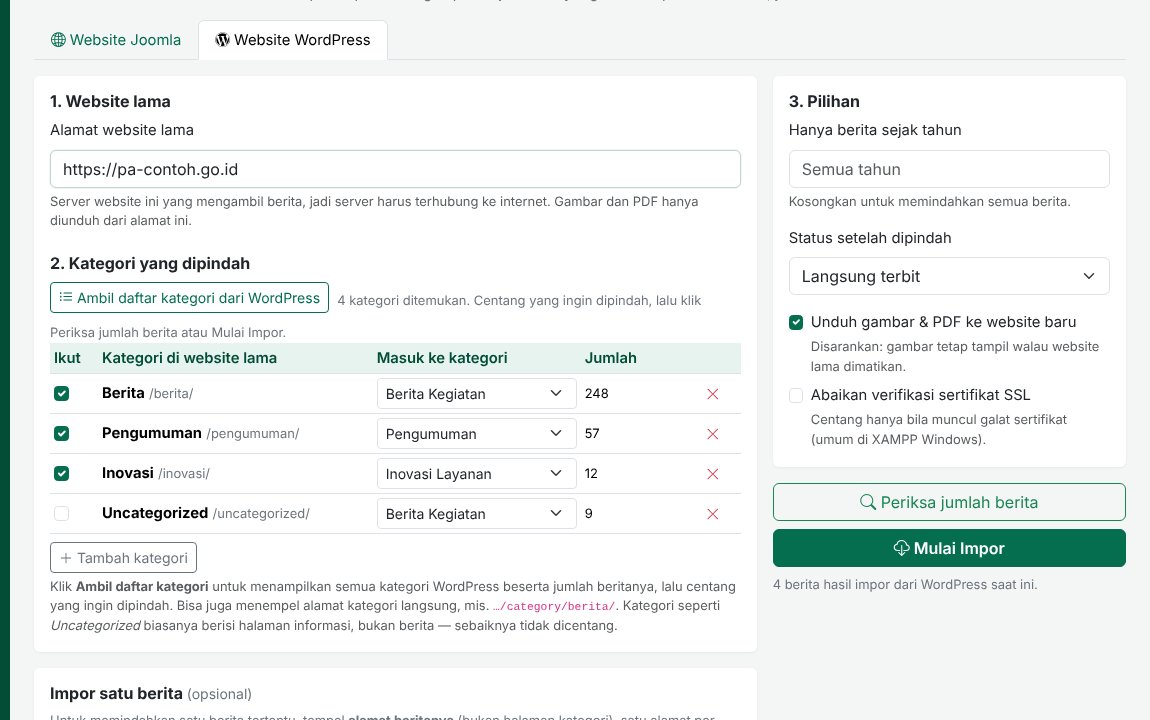 Website Joomla
Website WordPress
1. Website lama
Alamat website lama
https://pa-contoh.go.id
Server website ini yang mengambil berita, jadi server harus terhubung ke internet. Gambar dan PDF hanya
diunduh dari alamat ini.
2. Kategori yang dipindah
Ambil daftar kategori dari WordPress 4 kategori ditemukan. Centang yang ingin dipindah, lalu klik
Periksa jumlah berita atau Mulai Impor.
Ikut Kategori di website lama Masuk ke kategori Jumlah
Berita /berita/ Berita Kegiatan 248
Pengumuman /pengumuman/ Pengumuman 57
Inovasi /inovasi/ Inovasi Layanan 12
Uncategorized /uncategorized/ Berita Kegiatan 9
+ Tambah kategori
Klik Ambil daftar kategori untuk menampilkan semua kategori WordPress beserta jumlah beritanya, lalu centang
yang ingin dipindah. Bisa juga menempel alamat kategori langsung, mis. …/category/berita/. Kategori seperti
Uncategorized biasanya berisi halaman informasi, bukan berita — sebaiknya tidak dicentang.
Impor satu berita (opsional)
3. Pilihan
Hanya berita sejak tahun
Semua tahun
Kosongkan untuk memindahkan semua berita.
Status setelah dipindah
Langsung terbit
Unduh gambar & PDF ke website baru
Disarankan: gambar tetap tampil walau website
lama dimatikan.
Abaikan verifikasi sertifikat SSL
Centang hanya bila muncul galat sertifikat
(umum di XAMPP Windows).
Periksa jumlah berita
Mulai Impor
4 berita hasil impor dari WordPress saat ini.